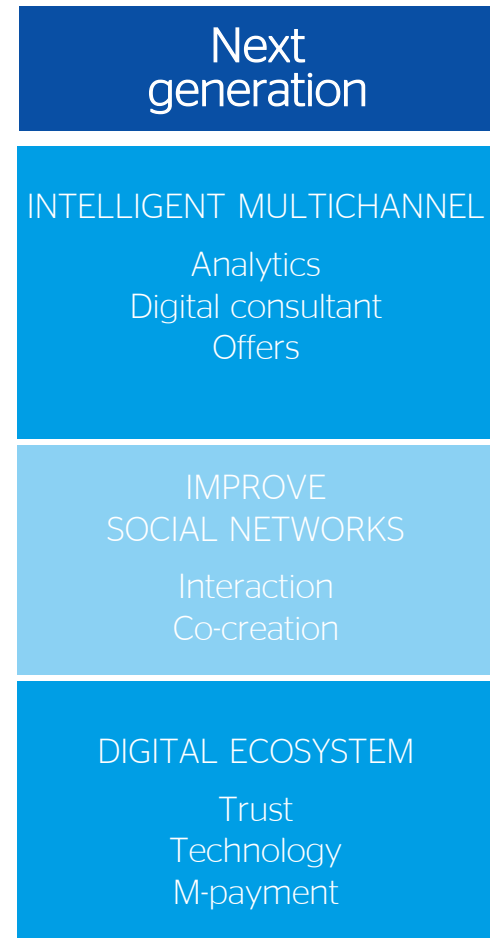 Next
generation
INTELLIGENT MULTICHANNEL
Analytics
Digital consultant
Offers
IMPROVE
SOCIAL NETWORKS
Interaction
Co-creation
DIGITAL ECOSYSTEM
Trust
Technology
M-payment